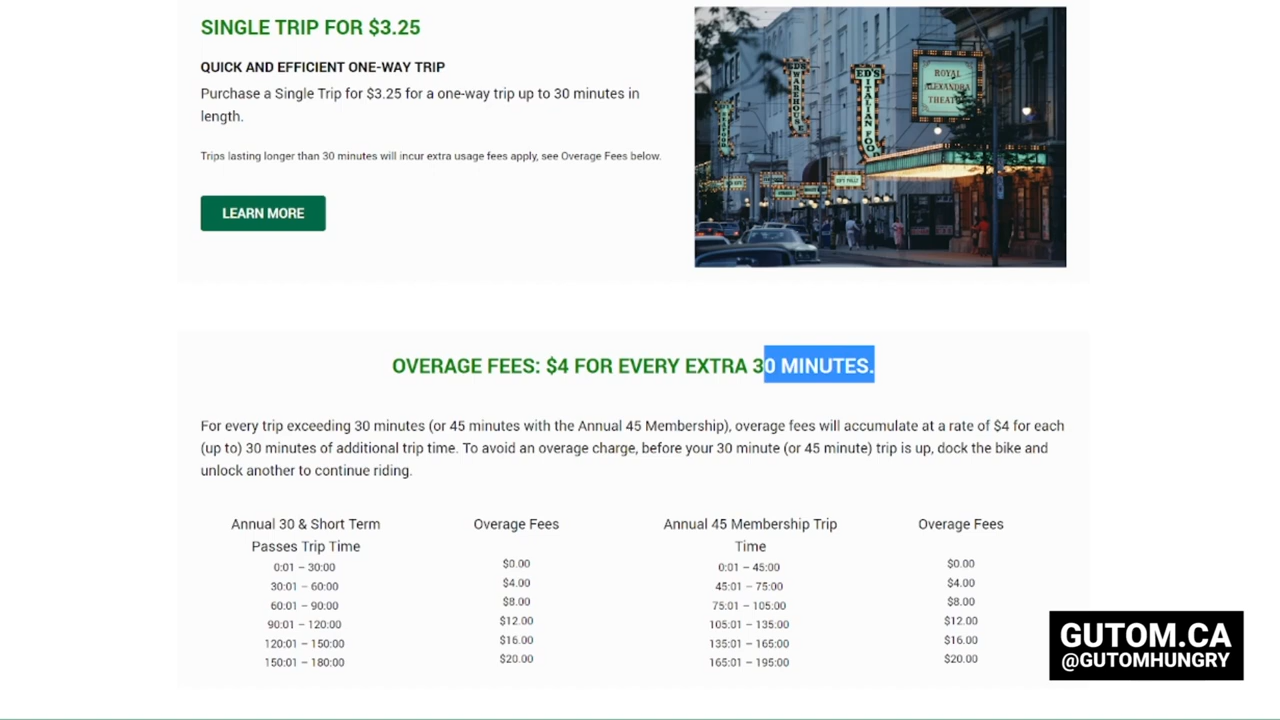 SINGLE TRIP FOR $3.25
QUICK AND EFFICIENT ONE-WAY TRIP
Purchase a Single Trip for $3.25 for a one-way trip up to 30 minutes in
length.
Trips lasting longer than 30 minutes will incur extra usage fees apply, see Overage Fees below.
LEARN MORE
ED'S WAREHOUSE
ED'S ITALIAN FOO
ROYAL
ALEXANDRA
THEATRE
SEAFOOD
OVERAGE FEES: $4 FOR EVERY EXTRA 30 MINUTES.
For every trip exceeding 30 minutes (or 45 minutes with the Annual 45 Membership), overage fees will accumulate at a rate of $4 for each
(up to) 30 minutes of additional trip time. To avoid an overage charge, before your 30 minute (or 45 minute) trip is up, dock the bike and
unlock another to continue riding.
Annual 30 & Short Term Overage Fees Annual 45 Membership Trip Overage Fees
Passes Trip Time Time
0:01 – 30:00 $0.00 0:01 – 45:00 $0.00
30:01 – 60:00 $4.00 45:01 – 75:00 $4.00
60:01 – 90:00 $8.00 75:01 – 105:00 $8.00
90:01 – 120:00 $12.00 105:01 – 135:00 $12.00
120:01 – 150:00 $16.00 135:01 – 165:00 $16.00
150:01 – 180:00 $20.00 165:01 – 195:00 $20.00
GUTOM.CA
@GUTOMHUNGRY